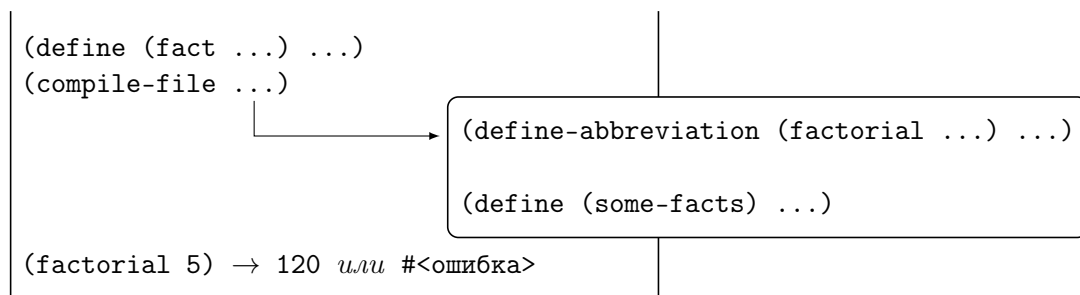 (define (fact ...) ...)
(compile-file ...)
(define-abbreviation (factorial ...) ...)
(define (some-facts) ...)
(factorial 5) → 120 или #<ошибка>